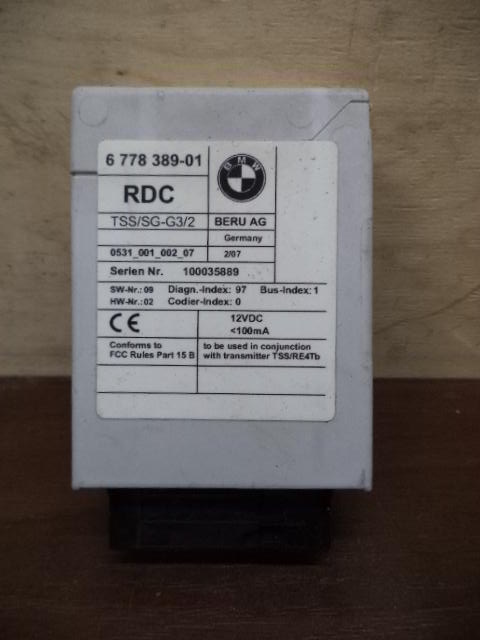 6 778 389-01
BMW
RDC
TSS/SG-G3/2
BERU AG
Germany
0531_001_002_07
2/07
Serien Nr. 100035889
SW-Nr.: 09 Diagn.-Index: 97 Bus-Index: 1
HW-Nr.: 02 Codier-Index: 0
CE
12VDC
<100mA
Conforms to
FCC Rules Part 15 B
to be used in conjunction
with transmitter TSS/RE4Tb